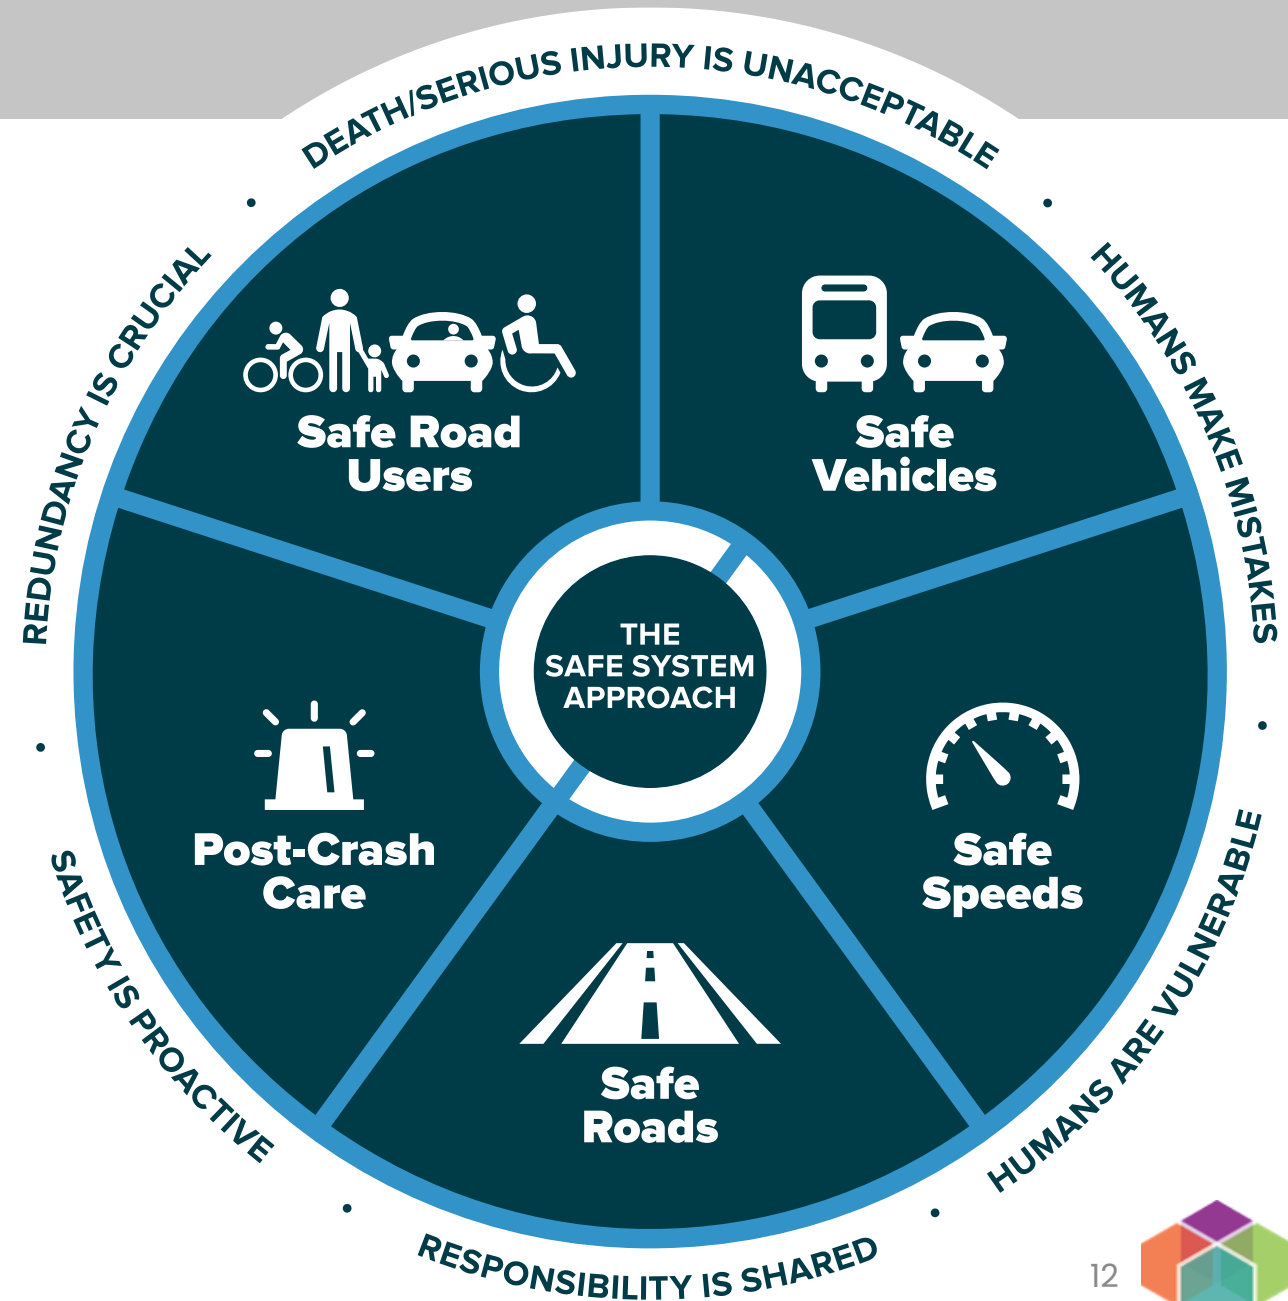 DEATH/SERIOUS INJURY IS UNACCEPTABLE
HUMANS MAKE MISTAKES
HUMANS ARE VULNERABLE
RESPONSIBILITY IS SHARED
SAFETY IS PROACTIVE
REDUNDANCY IS CRUCIAL
Safe Road
Users
Safe
Vehicles
THE
SAFE SYSTEM
APPROACH
Post-Crash
Care
Safe
Speeds
Safe
Roads
12